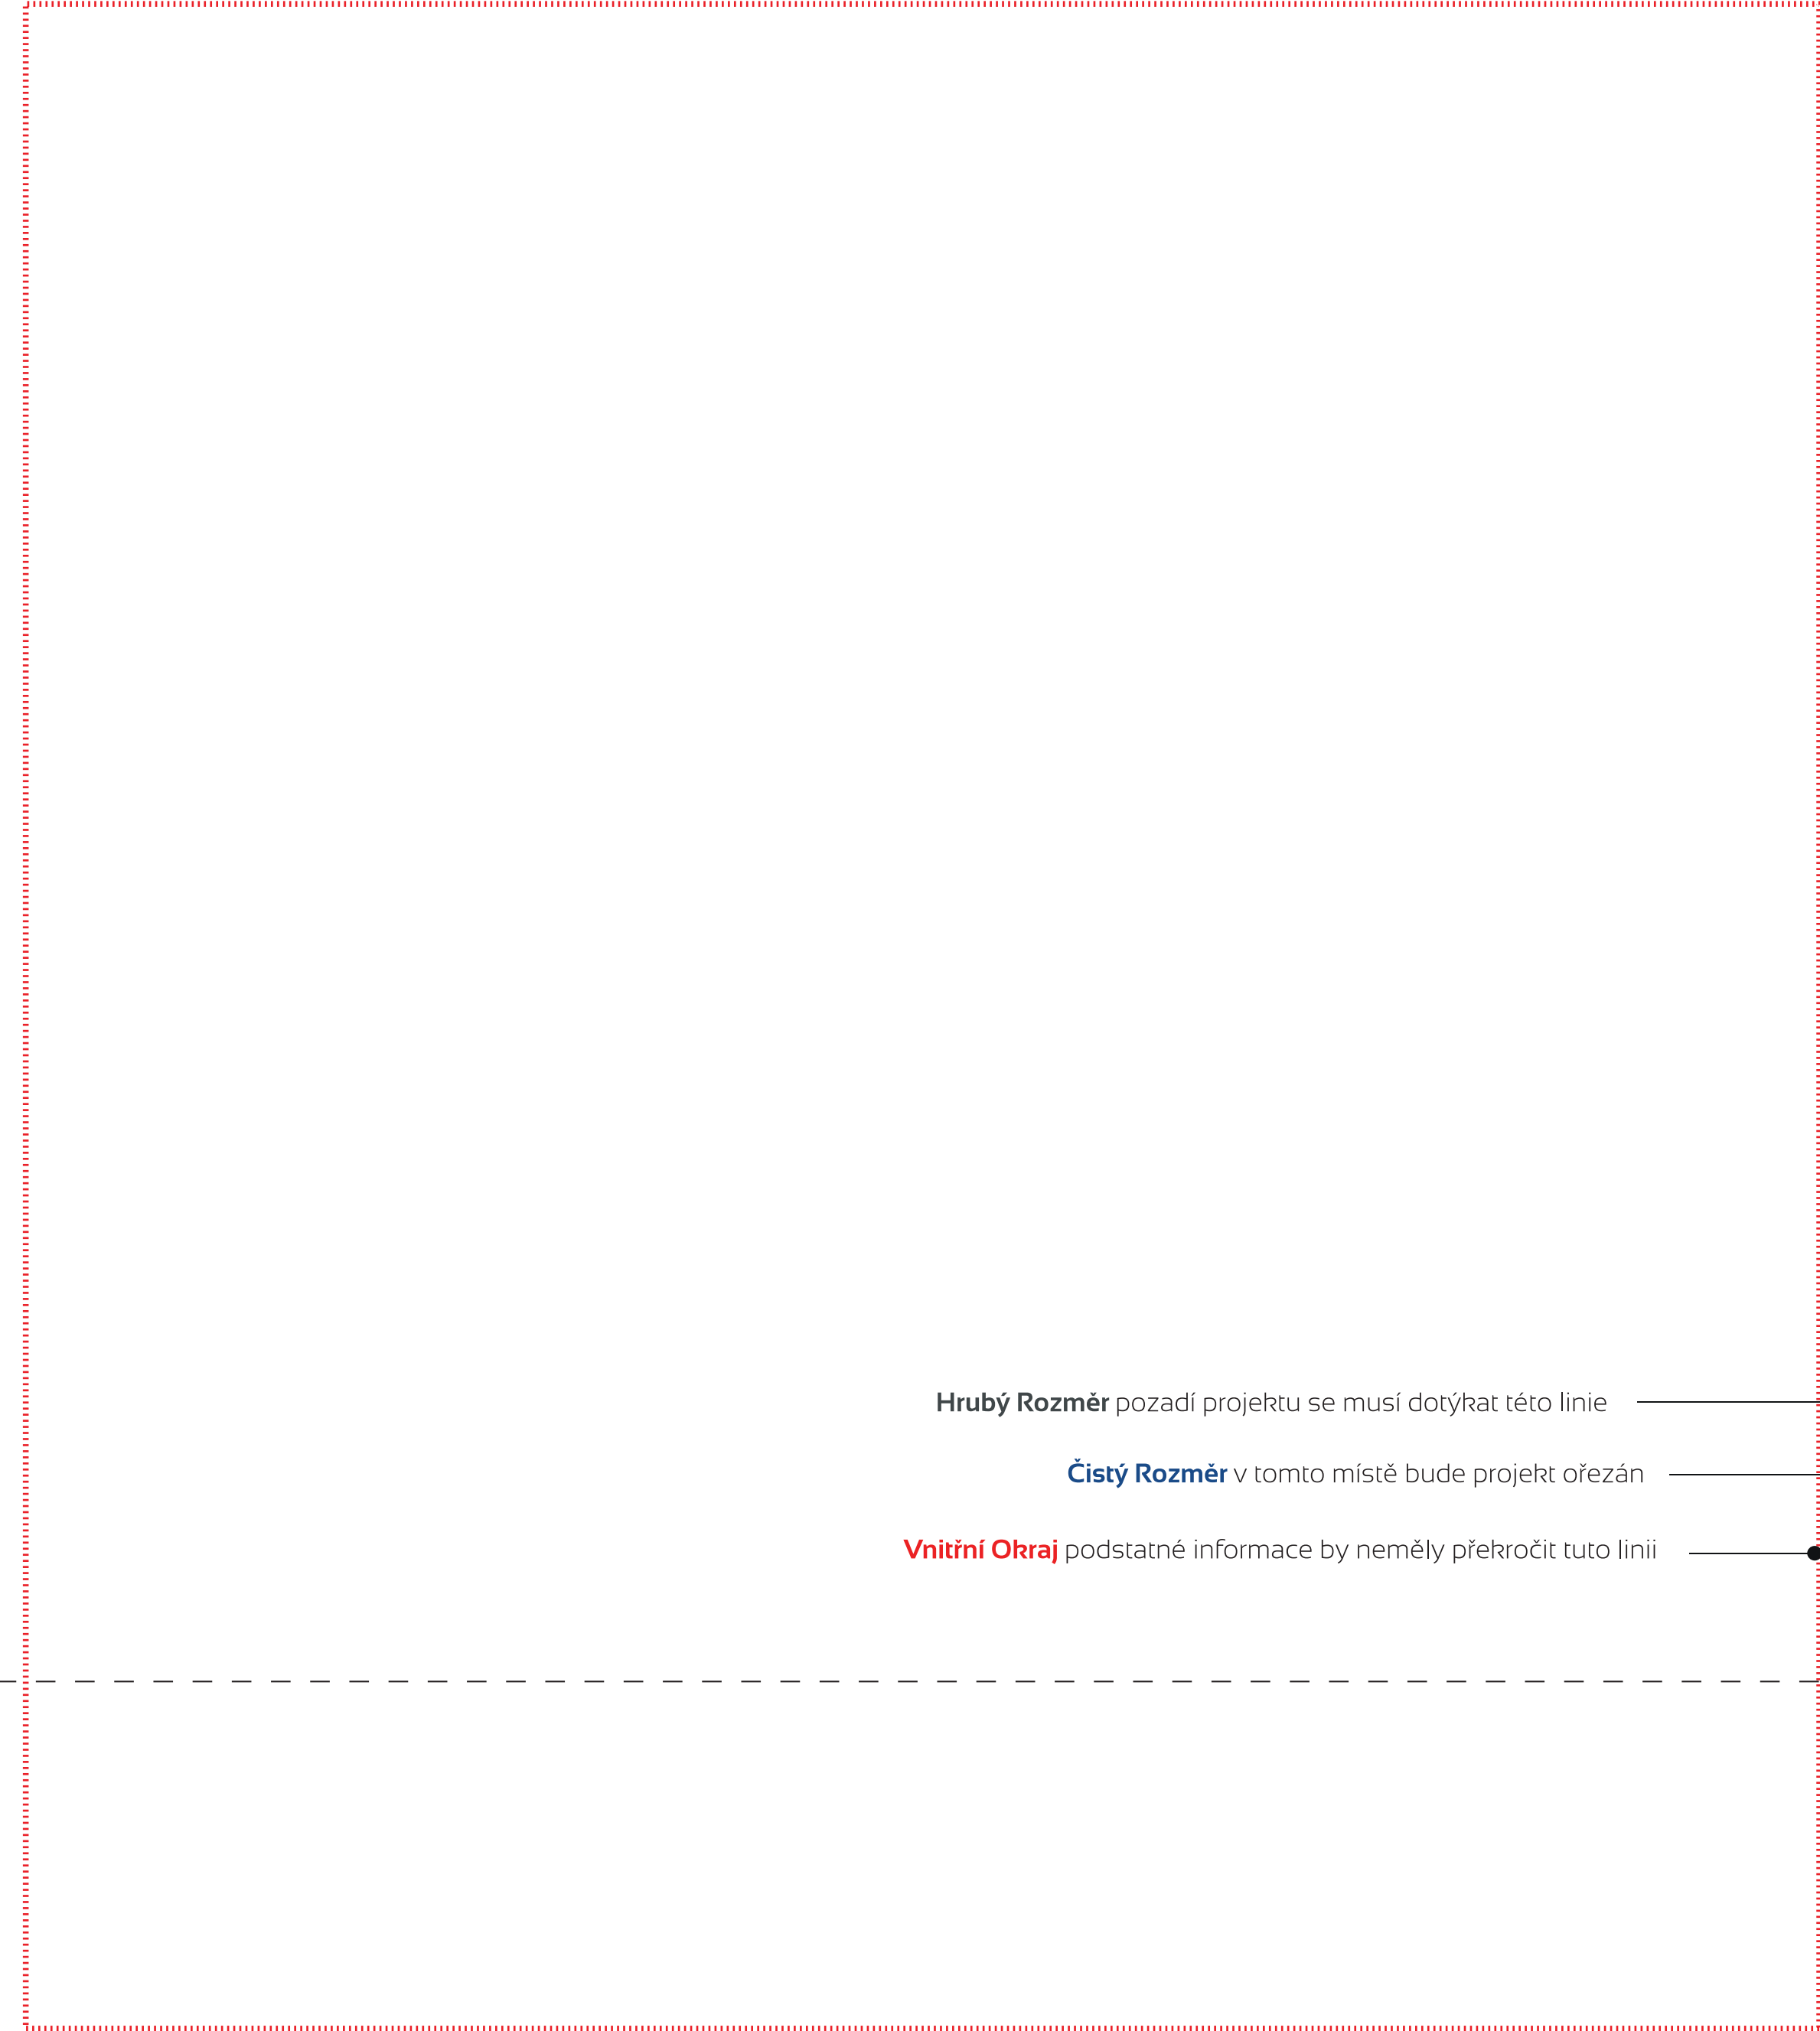 Hrubý Rozměr pozadí projektu se musí dotýkat této linie
Čistý Rozměr v tomto místě bude projekt ořezán
Vnitřní Okraj podstatné informace by neměly překročit tuto linii